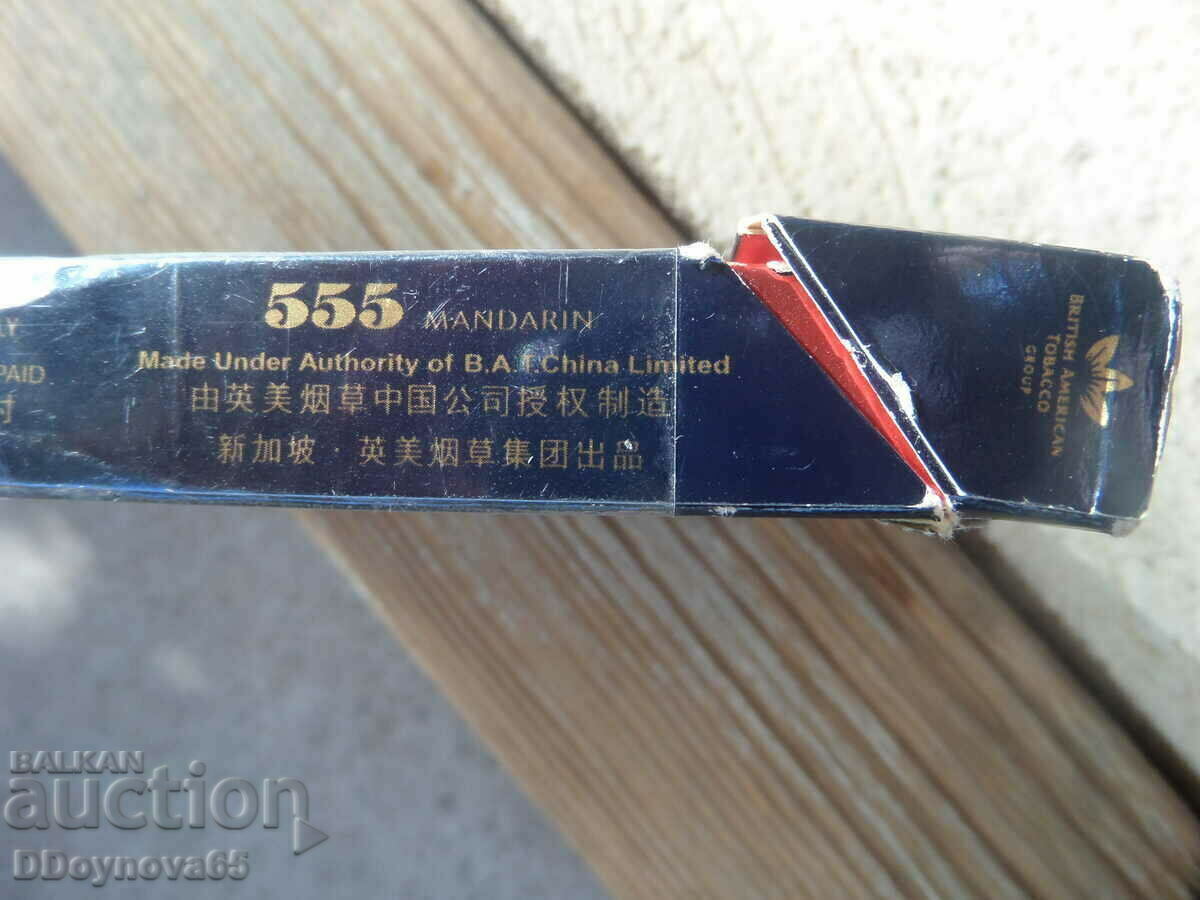 555 MANDARIN
Made Under Authority of B.A.T.China Limited
由英美烟草中国公司授权制造
新加坡·英美烟草集团出品
PAID
BRITISH AMERICAN
TOBACCO
GROUP
BALKAN
auction
DDoynova65